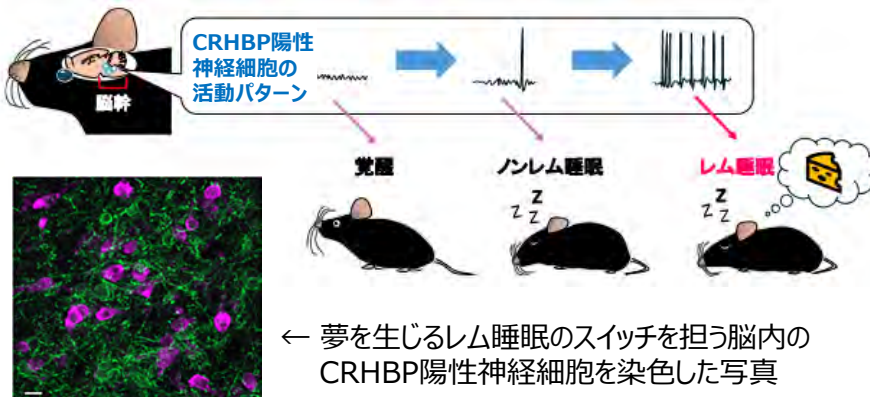 CRHBP陽性
神経細胞の
活動パターン
脳幹
覚醒
ノンレム睡眠
レム睡眠
Z Z Z
Z Z Z
← 夢を生じるレム睡眠のスイッチを担う脳内の
CRHBP陽性神経細胞を染色した写真